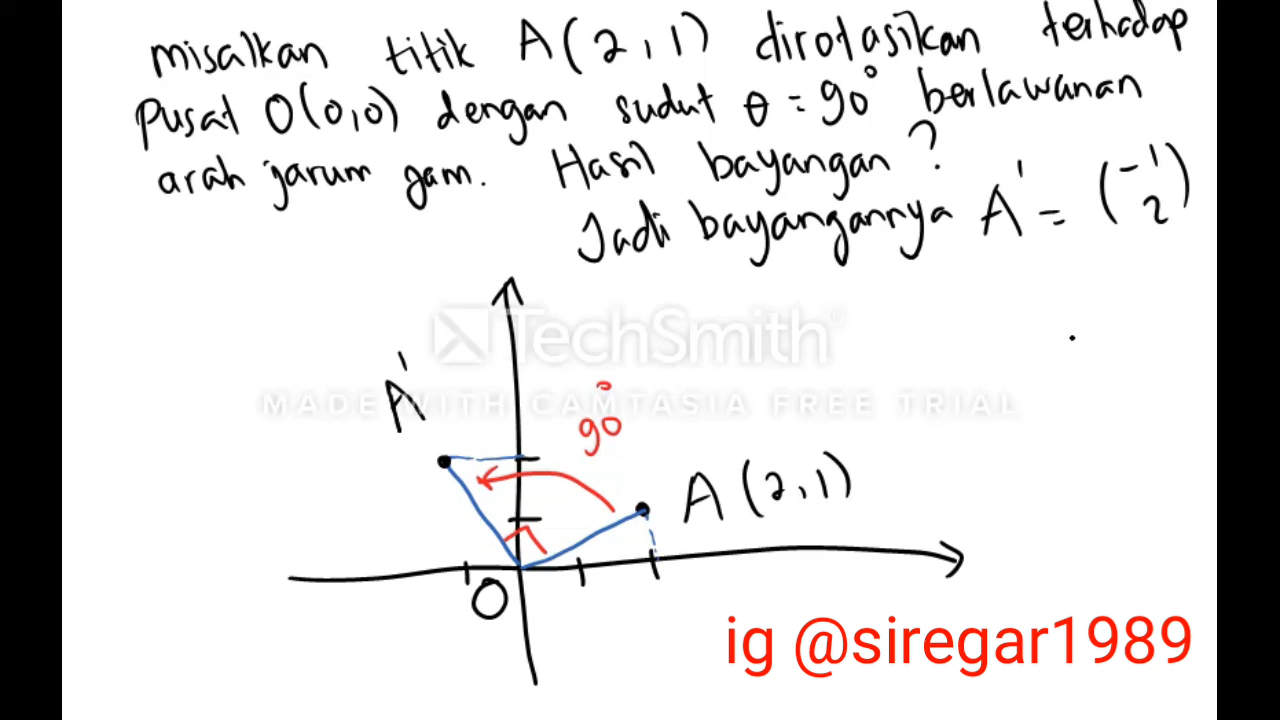 misalkan titik A(2,1) dirotasikan terhadap
pusat O(0,0) dengan sudut θ = 90° berlawanan
arah jarum jam. Hasil bayangan?
Jadi bayangannya A' = (-1 2)
TechSmith
MADE WITH CAMTASIA FREE TRIAL
A'
90°
A (2,1)
O
ig @siregar1989